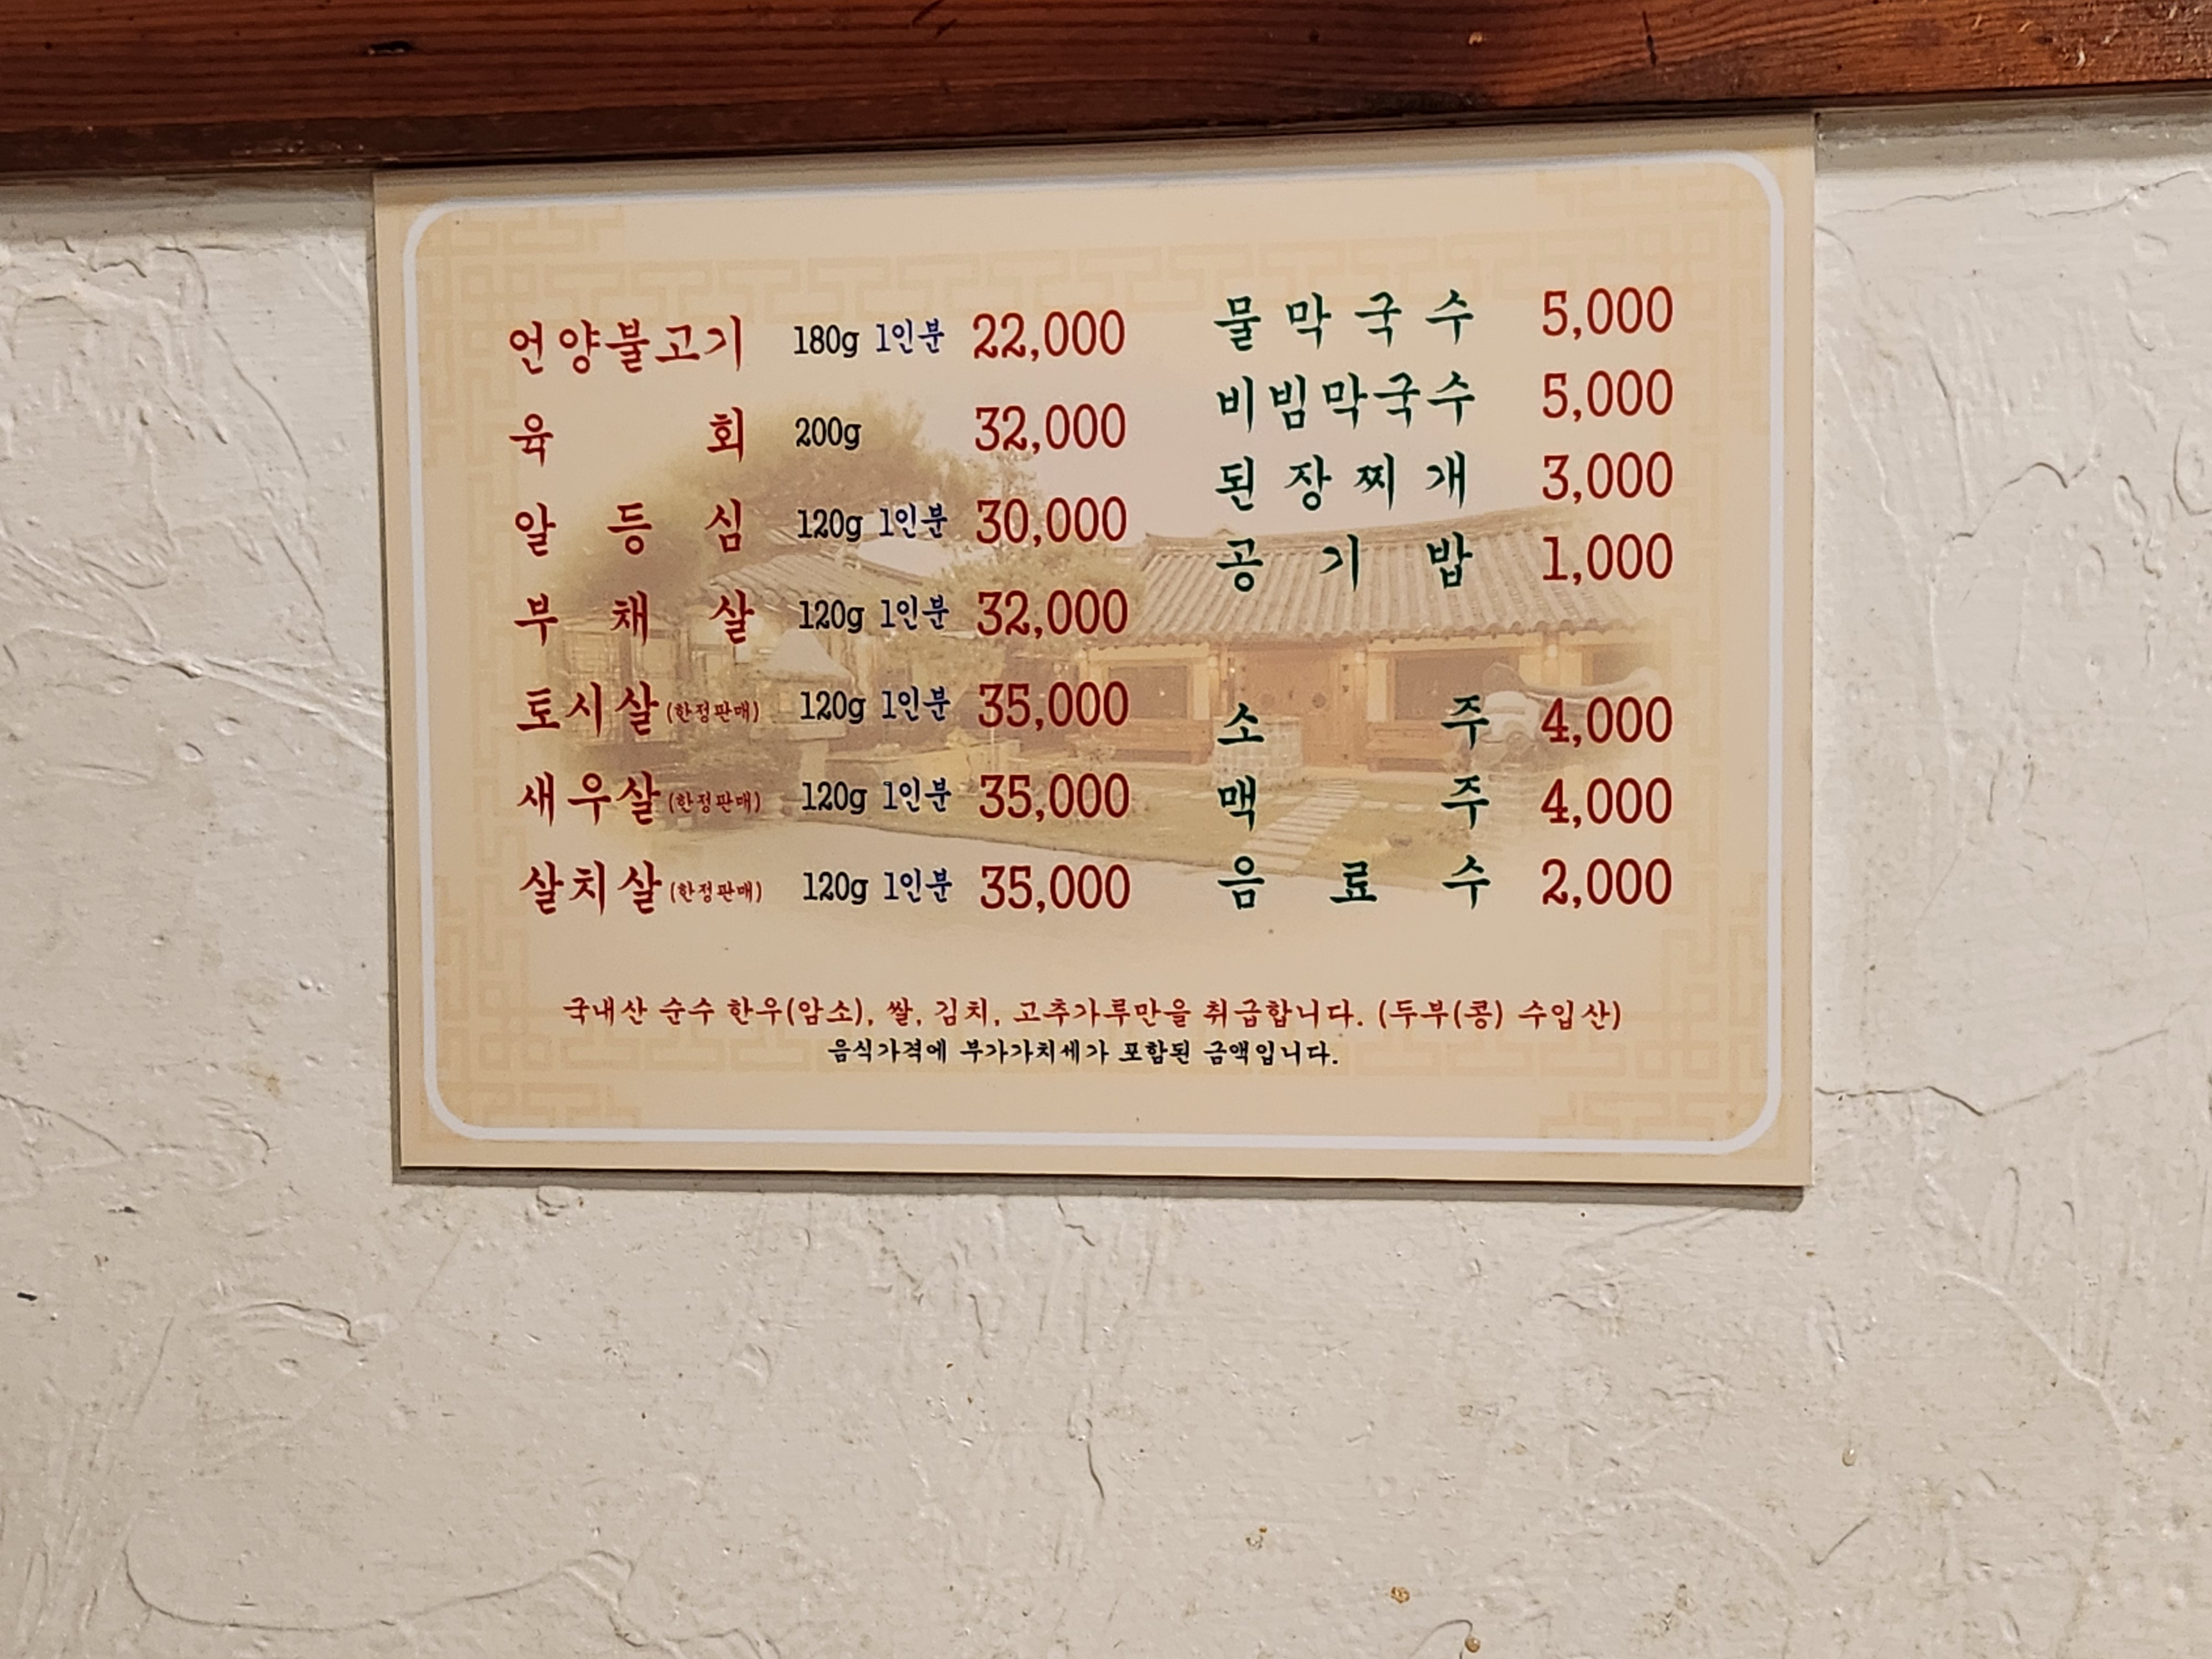 언양불고기 180g 1인분 22,000
육회 200g 32,000
알등심 120g 1인분 30,000
부채살 120g 1인분 32,000
토시살(한정판매) 120g 1인분 35,000
새우살(한정판매) 120g 1인분 35,000
살치살(한정판매) 120g 1인분 35,000
물막국수 5,000
비빔막국수 5,000
된장찌개 3,000
공기밥 1,000
소주 4,000
맥주 4,000
음료수 2,000
국내산 순수 한우(암소), 쌀, 김치, 고추가루만을 취급합니다. (두부(콩) 수입산)
음식가격에 부가가치세가 포함된 금액입니다.